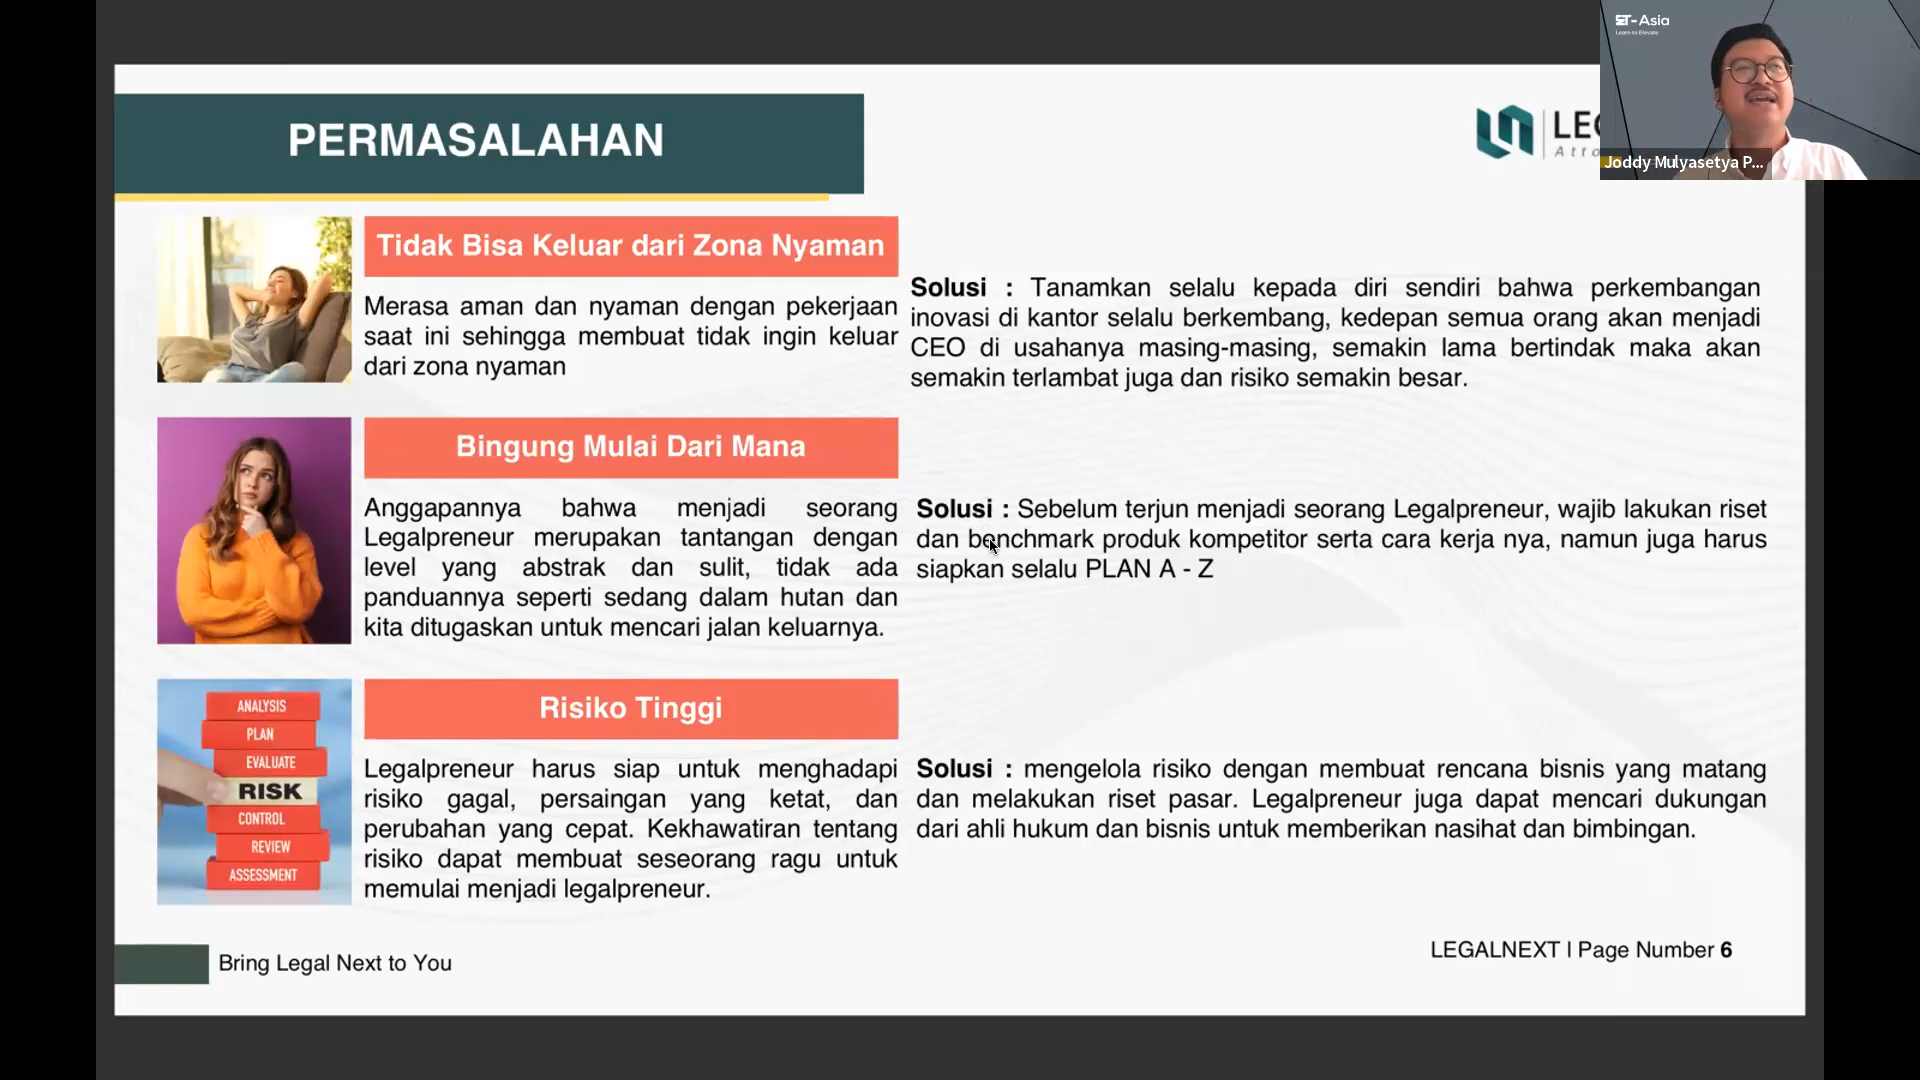 ET-Asia
Learn to Elevate
Joddy Mulyasetya P...
PERMASALAHAN
Tidak Bisa Keluar dari Zona Nyaman
Merasa aman dan nyaman dengan pekerjaan
saat ini sehingga membuat tidak ingin keluar
dari zona nyaman
Solusi : Tanamkan selalu kepada diri sendiri bahwa perkembangan
inovasi di kantor selalu berkembang, kedepan semua orang akan menjadi
CEO di usahanya masing-masing, semakin lama bertindak maka akan
semakin terlambat juga dan risiko semakin besar.
Bingung Mulai Dari Mana
Anggapannya bahwa menjadi seorang
Legalpreneur merupakan tantangan dengan
level yang abstrak dan sulit, tidak ada
panduannya seperti sedang dalam hutan dan
kita ditugaskan untuk mencari jalan keluarnya.
Solusi : Sebelum terjun menjadi seorang Legalpreneur, wajib lakukan riset
dan benchmark produk kompetitor serta cara kerja nya, namun juga harus
siapkan selalu PLAN A - Z
ANALYSIS
PLAN
EVALUATE
RISK
CONTROL
REVIEW
ASSESSMENT
Risiko Tinggi
Legalpreneur harus siap untuk menghadapi
risiko gagal, persaingan yang ketat, dan
perubahan yang cepat. Kekhawatiran tentang
risiko dapat membuat seseorang ragu untuk
memulai menjadi legalpreneur.
Solusi : mengelola risiko dengan membuat rencana bisnis yang matang
dan melakukan riset pasar. Legalpreneur juga dapat mencari dukungan
dari ahli hukum dan bisnis untuk memberikan nasihat dan bimbingan.
Bring Legal Next to You
LEGALNEXT I Page Number 6